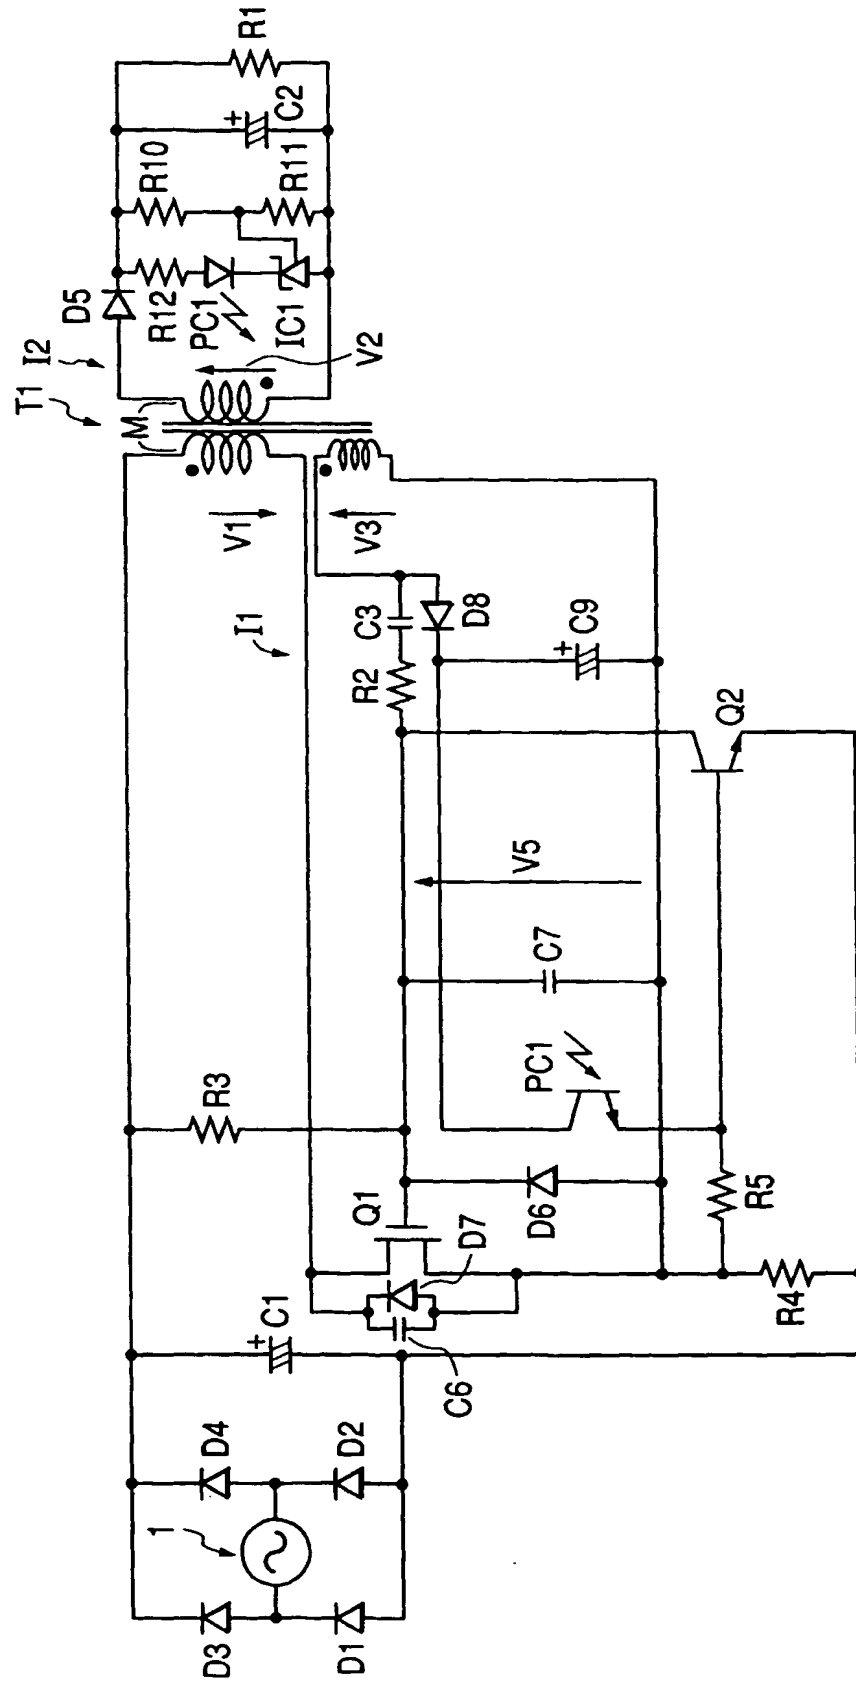 T1
I2
D5
M
R12
PC1
IC1
R10
R11
C2
R1
V2
V1
V3
I1
C3
R2
D8
C9
Q2
V5
C7
PC1
R3
Q1
D6
D7
C6
R5
R4
C1
D4
D2
1
D3
D1